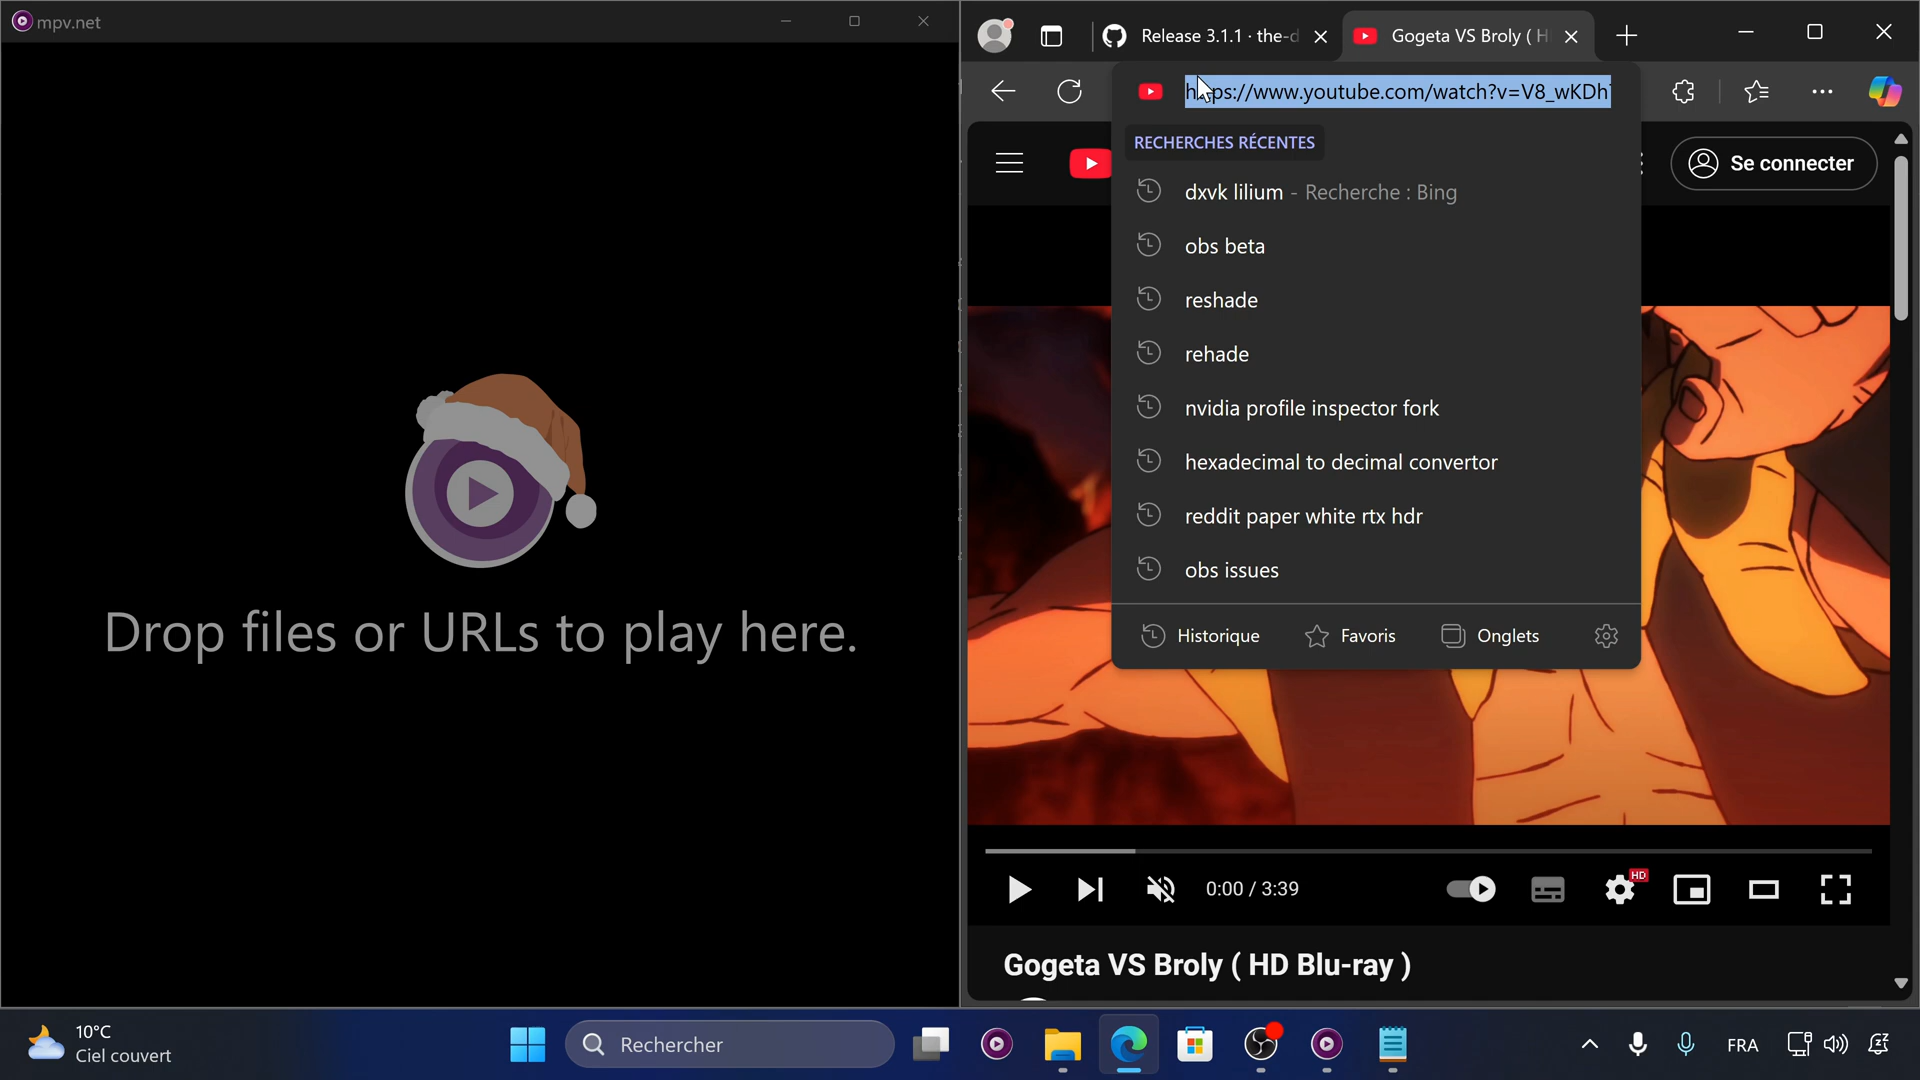 mpv.net
Drop files or URLs to play here.
Release 3.1.1 · the-d
Gogeta VS Broly ( H
https://www.youtube.com/watch?v=V8_wKDh
RECHERCHES RÉCENTES
dxvk lilium - Recherche : Bing
obs beta
reshade
rehade
nvidia profile inspector fork
hexadecimal to decimal convertor
reddit paper white rtx hdr
obs issues
Historique
Favoris
Onglets
Se connecter
0:00 / 3:39
HD
Gogeta VS Broly ( HD Blu-ray )
10°C
Ciel couvert
Rechercher
FRA